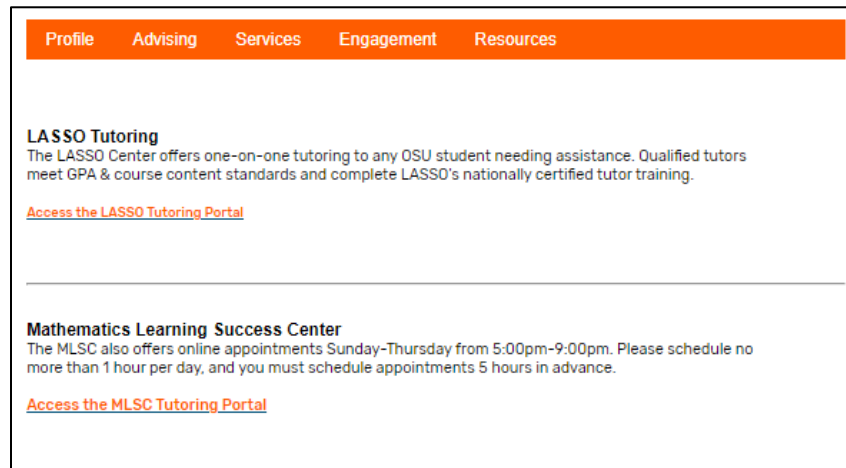 Profile Advising Services Engagement Resources
LASSO Tutoring
The LASSO Center offers one-on-one tutoring to any OSU student needing assistance. Qualified tutors
meet GPA & course content standards and complete LASSO's nationally certified tutor training.
Access the LASSO Tutoring Portal
Mathematics Learning Success Center
The MLSC also offers online appointments Sunday-Thursday from 5:00pm-9:00pm. Please schedule no
more than 1 hour per day, and you must schedule appointments 5 hours in advance.
Access the MLSC Tutoring Portal